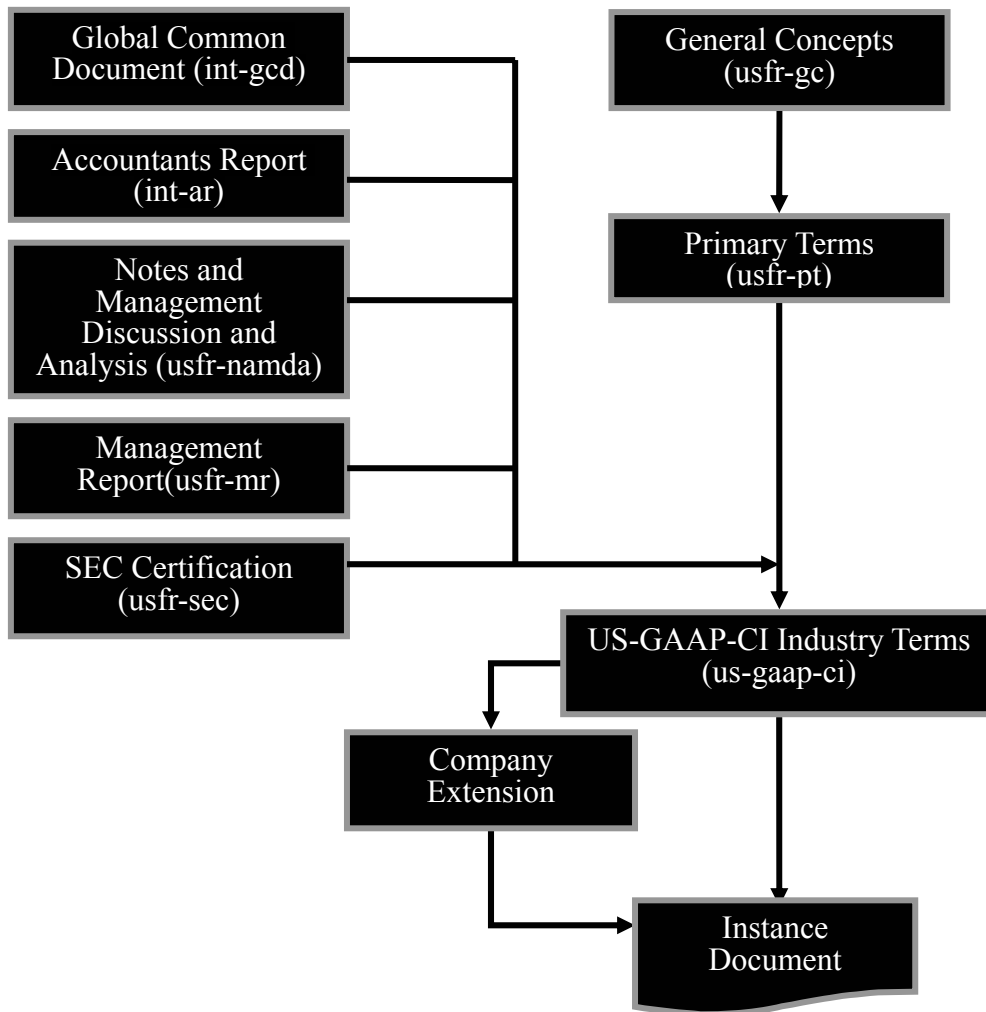 Global Common
Document (int-gcd)
General Concepts
(usfr-gc)
Accountants Report
(int-ar)
Primary Terms
(usfr-pt)
Notes and
Management
Discussion and
Analysis (usfr-namda)
Management
Report(usfr-mr)
SEC Certification
(usfr-sec)
US-GAAP-CI Industry Terms
(us-gaap-ci)
Company
Extension
Instance
Document